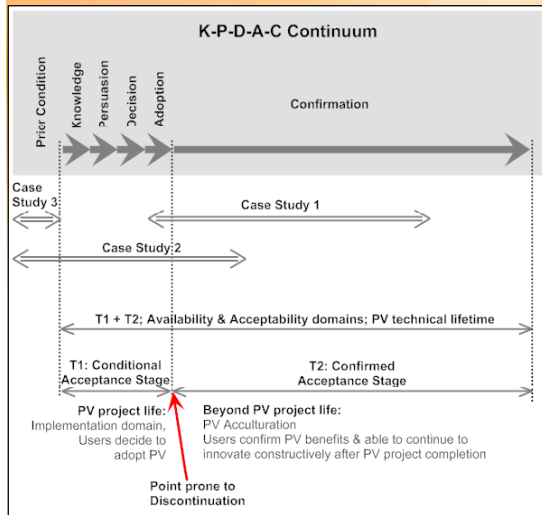 K-P-D-A-C Continuum
Prior Condition
Knowledge
Persuasion
Decision
Adoption
Confirmation
Case
Study 3
Case Study 1
Case Study 2
T1 + T2; Availability & Acceptability domains; PV technical lifetime
T1: Conditional
Acceptance Stage
T2: Confirmed
Acceptance Stage
PV project life:
Implementation domain,
Users decide to
adopt PV
Beyond PV project life:
PV Acculturation
Users confirm PV benefits & able to continue to
innovate constructively after PV project completion
Point prone to
Discontinuation